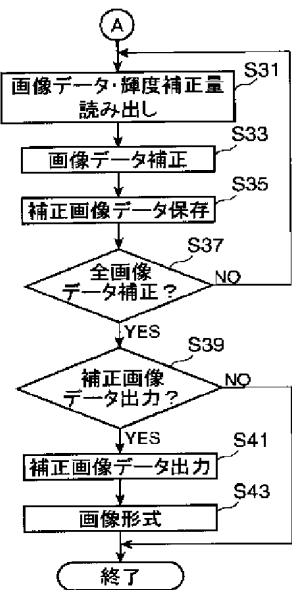 A
画像データ・輝度補正量
読み出し
S31
画像データ補正
S33
補正画像データ保存
S35
全画像
データ補正？
S37
NO
YES
補正画像
データ出力？
S39
NO
YES
補正画像データ出力
S41
画像形式
S43
終了